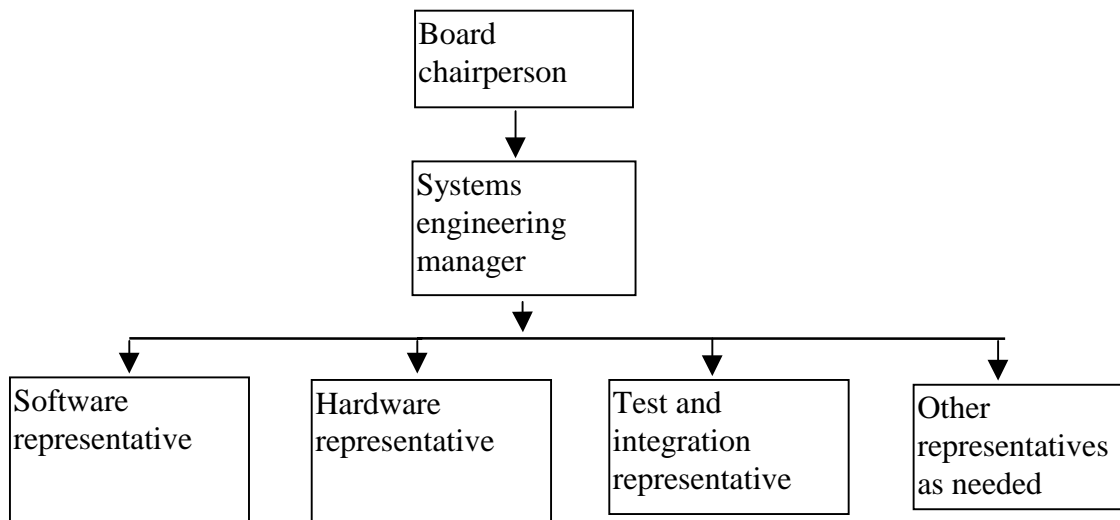 Board
chairperson
Systems
engineering
manager
Software
representative
Hardware
representative
Test and
integration
representative
Other
representatives
as needed